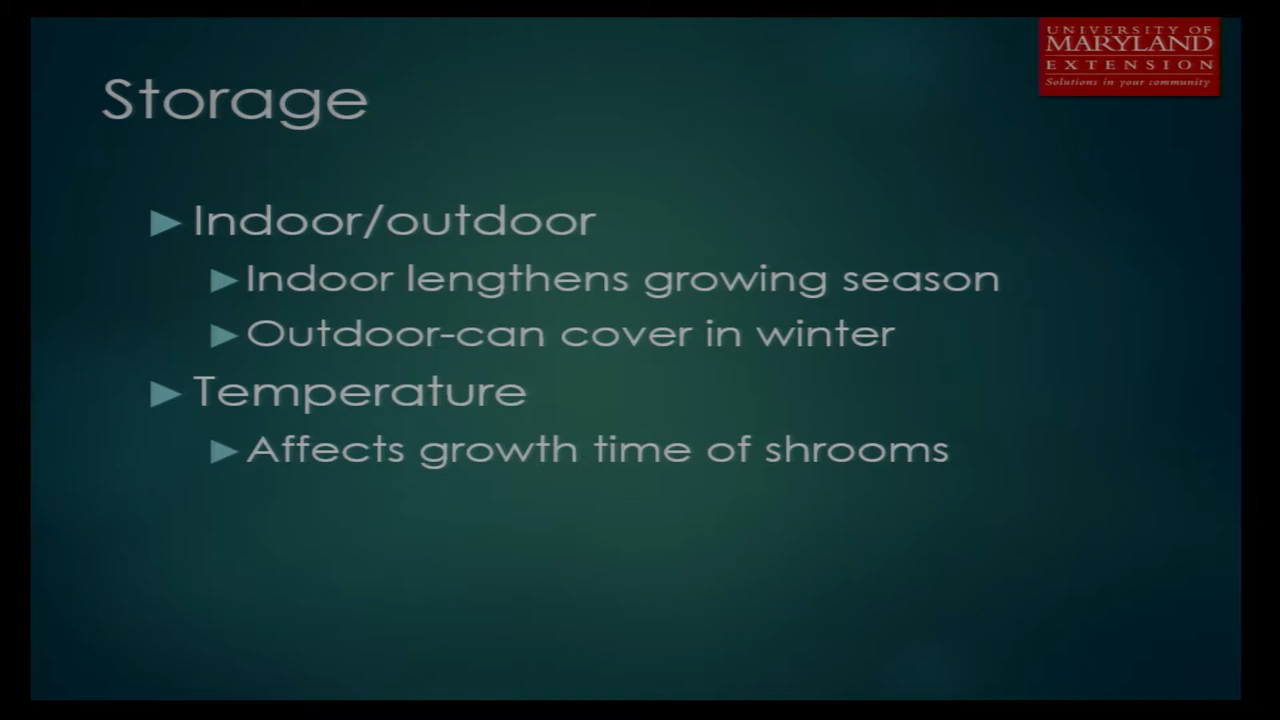 UNIVERSITY OF
MARYLAND
EXTENSION
Solutions in your community
Storage
Indoor/outdoor
Indoor lengthens growing season
Outdoor-can cover in winter
Temperature
Affects growth time of shrooms